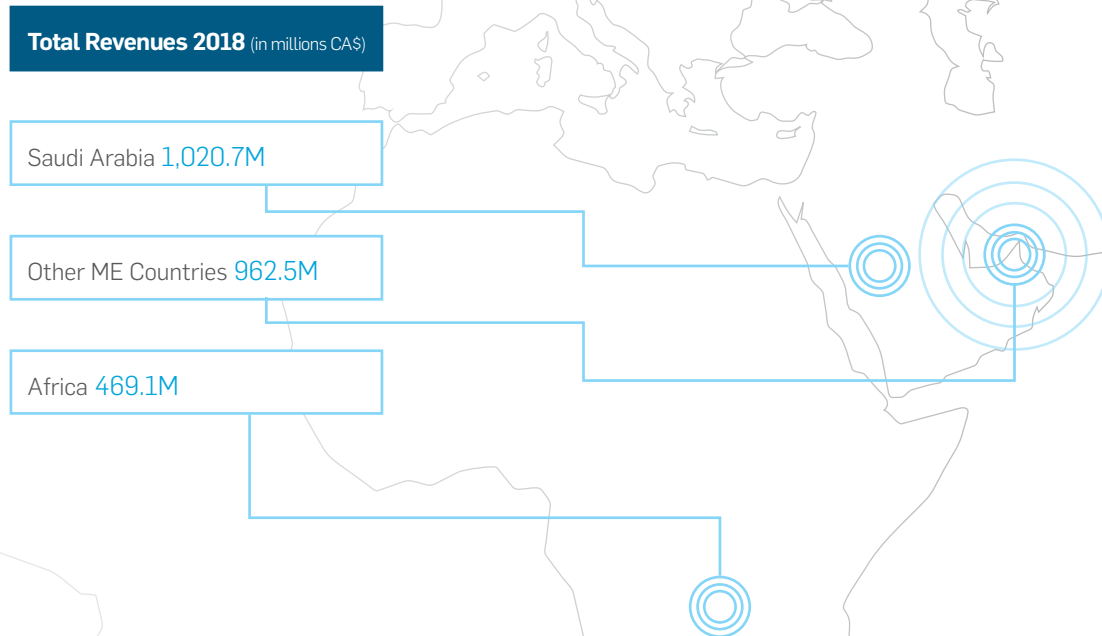 Total Revenues 2018 (in millions CA$)
Saudi Arabia 1,020.7M
Other ME Countries 962.5M
Africa 469.1M